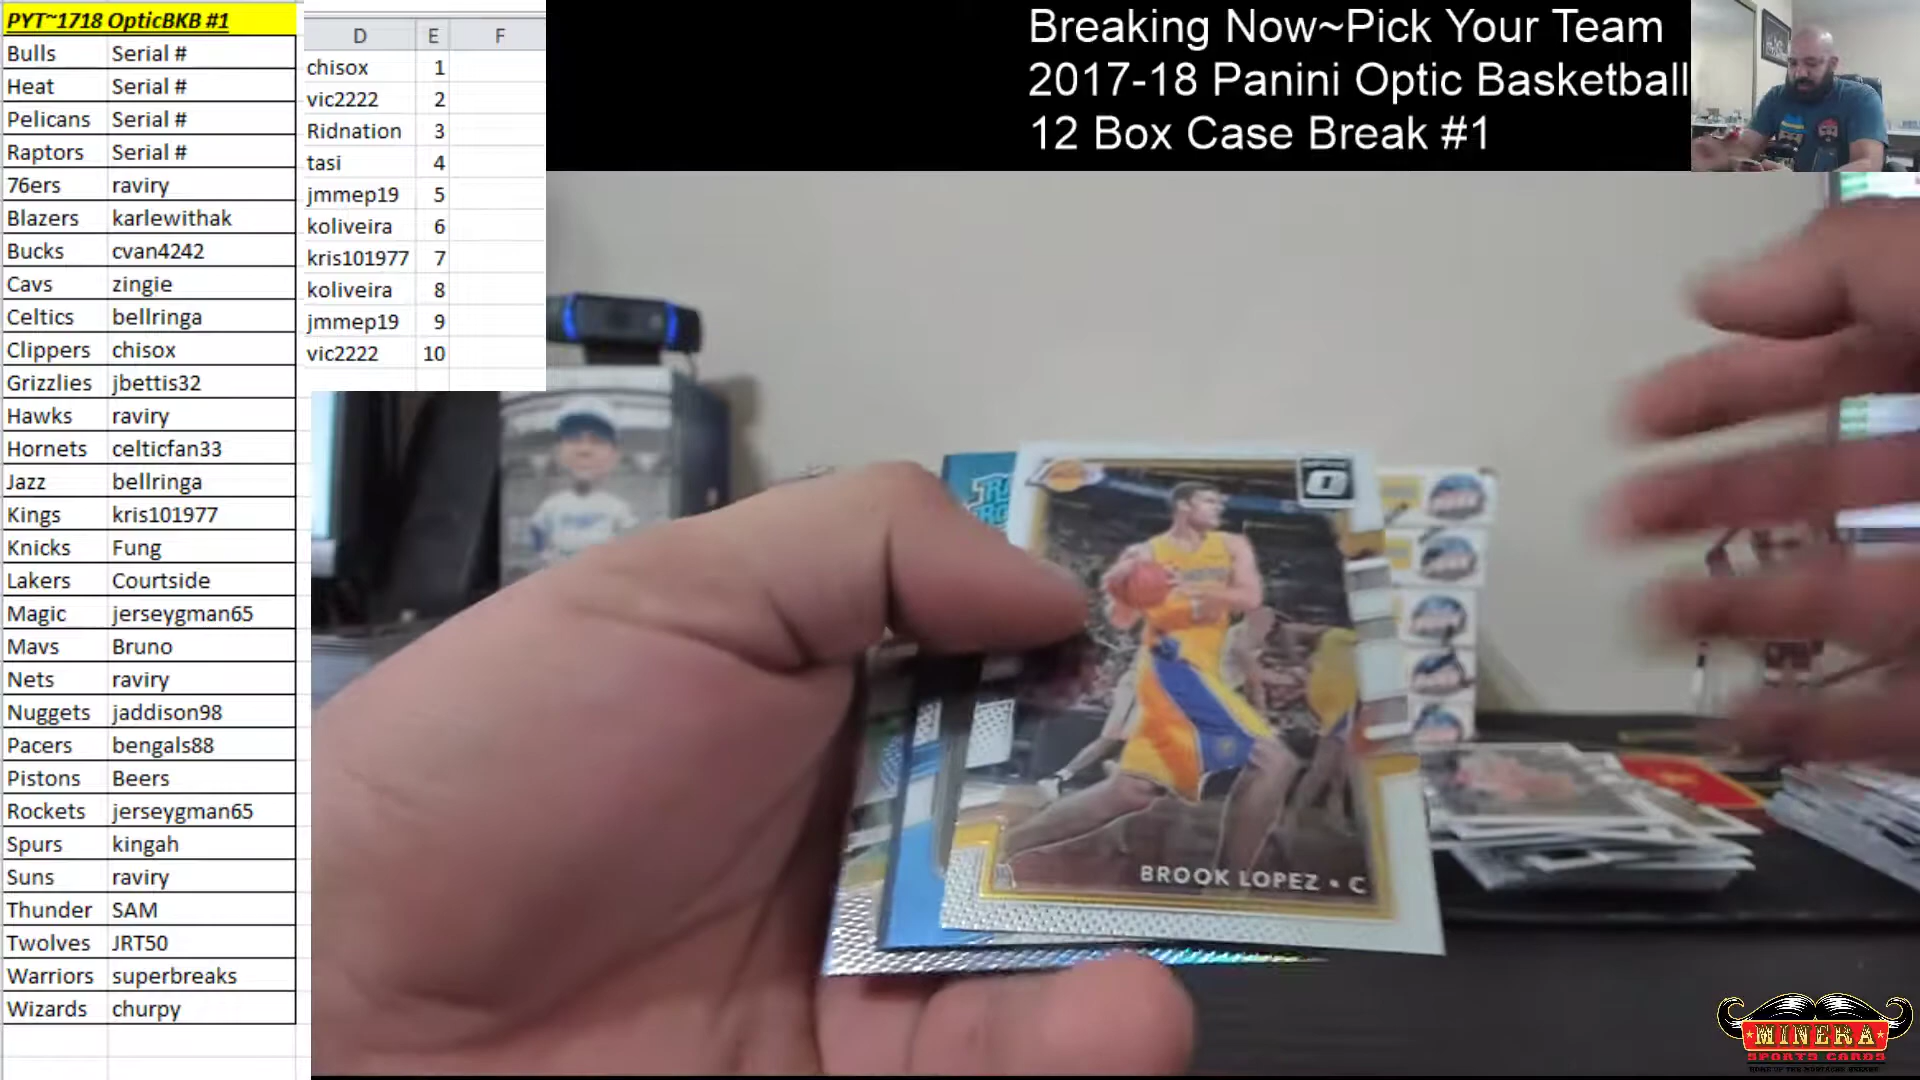 PYT~1718 OpticBKB #1
Bulls Serial #
Heat Serial #
Pelicans Serial #
Raptors Serial #
76ers raviry
Blazers karlewithak
Bucks cvan4242
Cavs zingie
Celtics bellringa
Clippers chisox
Grizzlies jbettis32
Hawks raviry
Hornets celticfan33
Jazz bellringa
Kings kris101977
Knicks Fung
Lakers Courtside
Magic jerseygman65
Mavs Bruno
Nets raviry
Nuggets jaddison98
Pacers bengals88
Pistons Beers
Rockets jerseygman65
Spurs kingah
Suns raviry
Thunder SAM
Twolves JRT50
Warriors superbreaks
Wizards churpy
D E F
chisox 1
vic2222 2
Ridnation 3
tasi 4
jmmep19 5
koliveira 6
kris101977 7
koliveira 8
jmmep19 9
vic2222 10
Breaking Now~Pick Your Team
2017-18 Panini Optic Basketball
12 Box Case Break #1
BROOK LOPEZ • C
MINERA
SPORTS CARDS